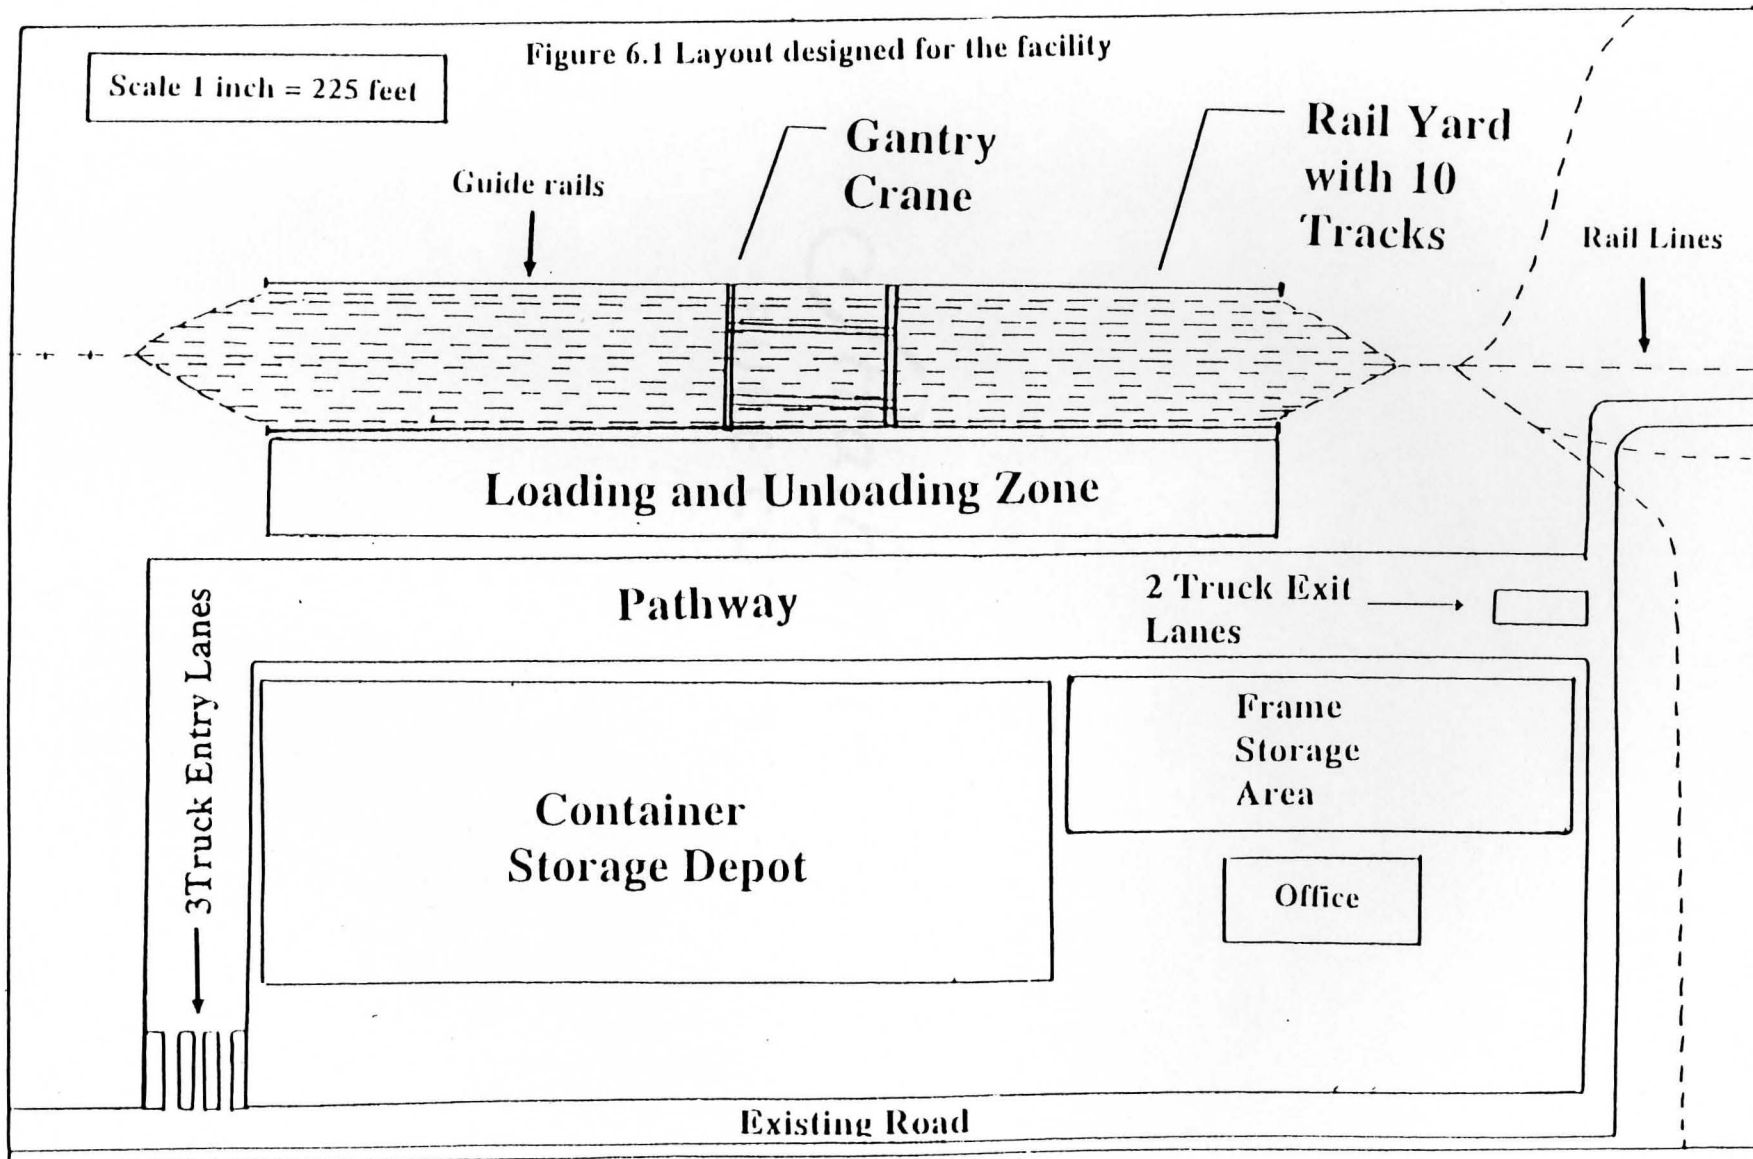 Figure 6.1 Layout designed for the facility
Scale 1 inch = 225 feet
Gantry
Crane
Rail Yard
with 10
Tracks
Guide rails
Rail Lines
Loading and Unloading Zone
Pathway
2 Truck Exit
Lanes
3Truck Entry Lanes
Frame
Storage
Area
Container
Storage Depot
Office
Existing Road